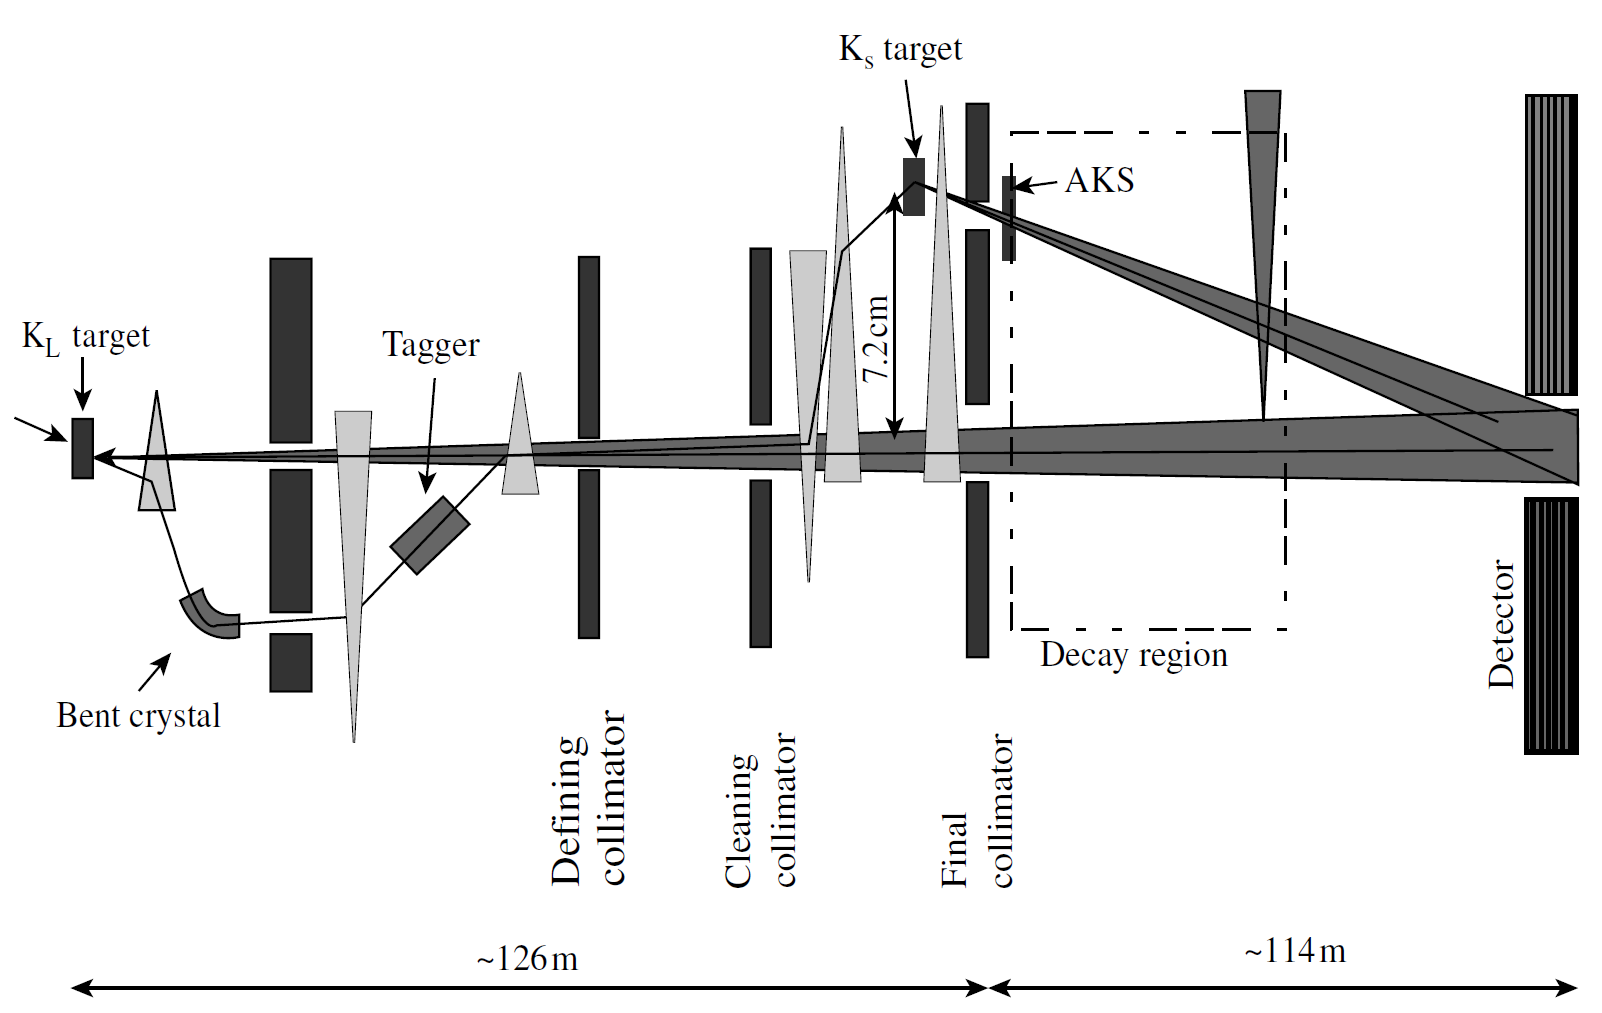 Ks target
AKS
KL target
Tagger
7.2cm
Decay region
Detector
Bent crystal
Defining
collimator
Cleaning
collimator
Final
collimator
~126m
~114m